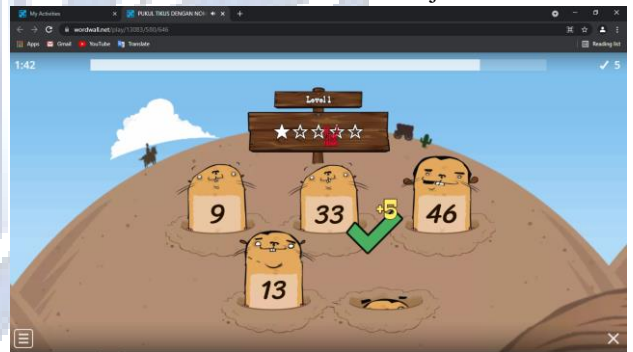 My Activities
PUKUL TIKUS DENGAN NO
wordwall.net/play/13083/580/646
Apps Gmail YouTube Translate
Reading list
1:42
5
Level 1
9
33
+5
46
13